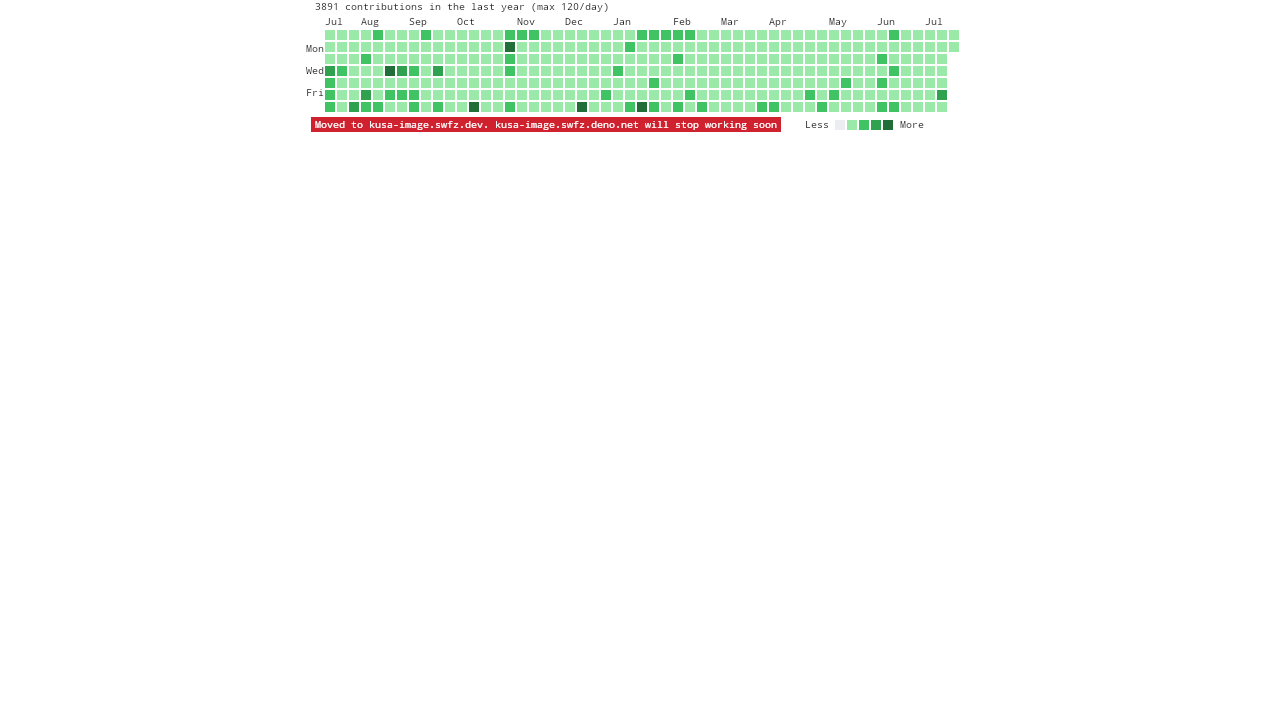 3891 contributions in the last year (max 120/day)
Jul Aug Sep Oct Nov Dec Jan Feb Mar Apr May Jun Jul
Mon
Wed
Fri
Moved to kusa-image.swfz.dev. kusa-image.swfz.deno.net will stop working soon
Less More